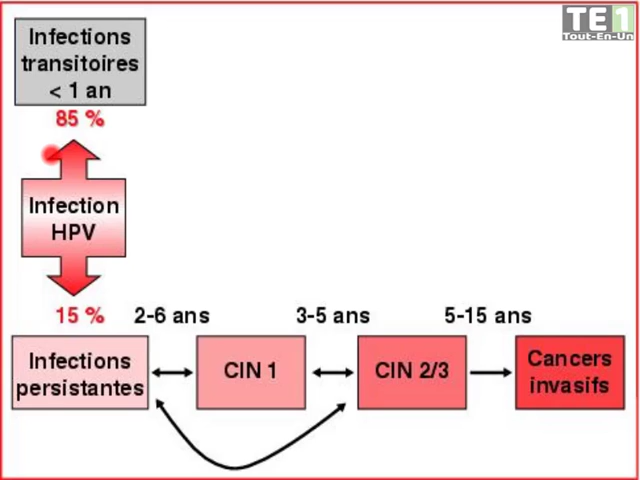 TE1
Tout-En-Un
Infections
transitoires
< 1 an
85 %
Infection
HPV
15 %
2-6 ans
3-5 ans
5-15 ans
Infections
persistantes
CIN 1
CIN 2/3
Cancers
invasifs